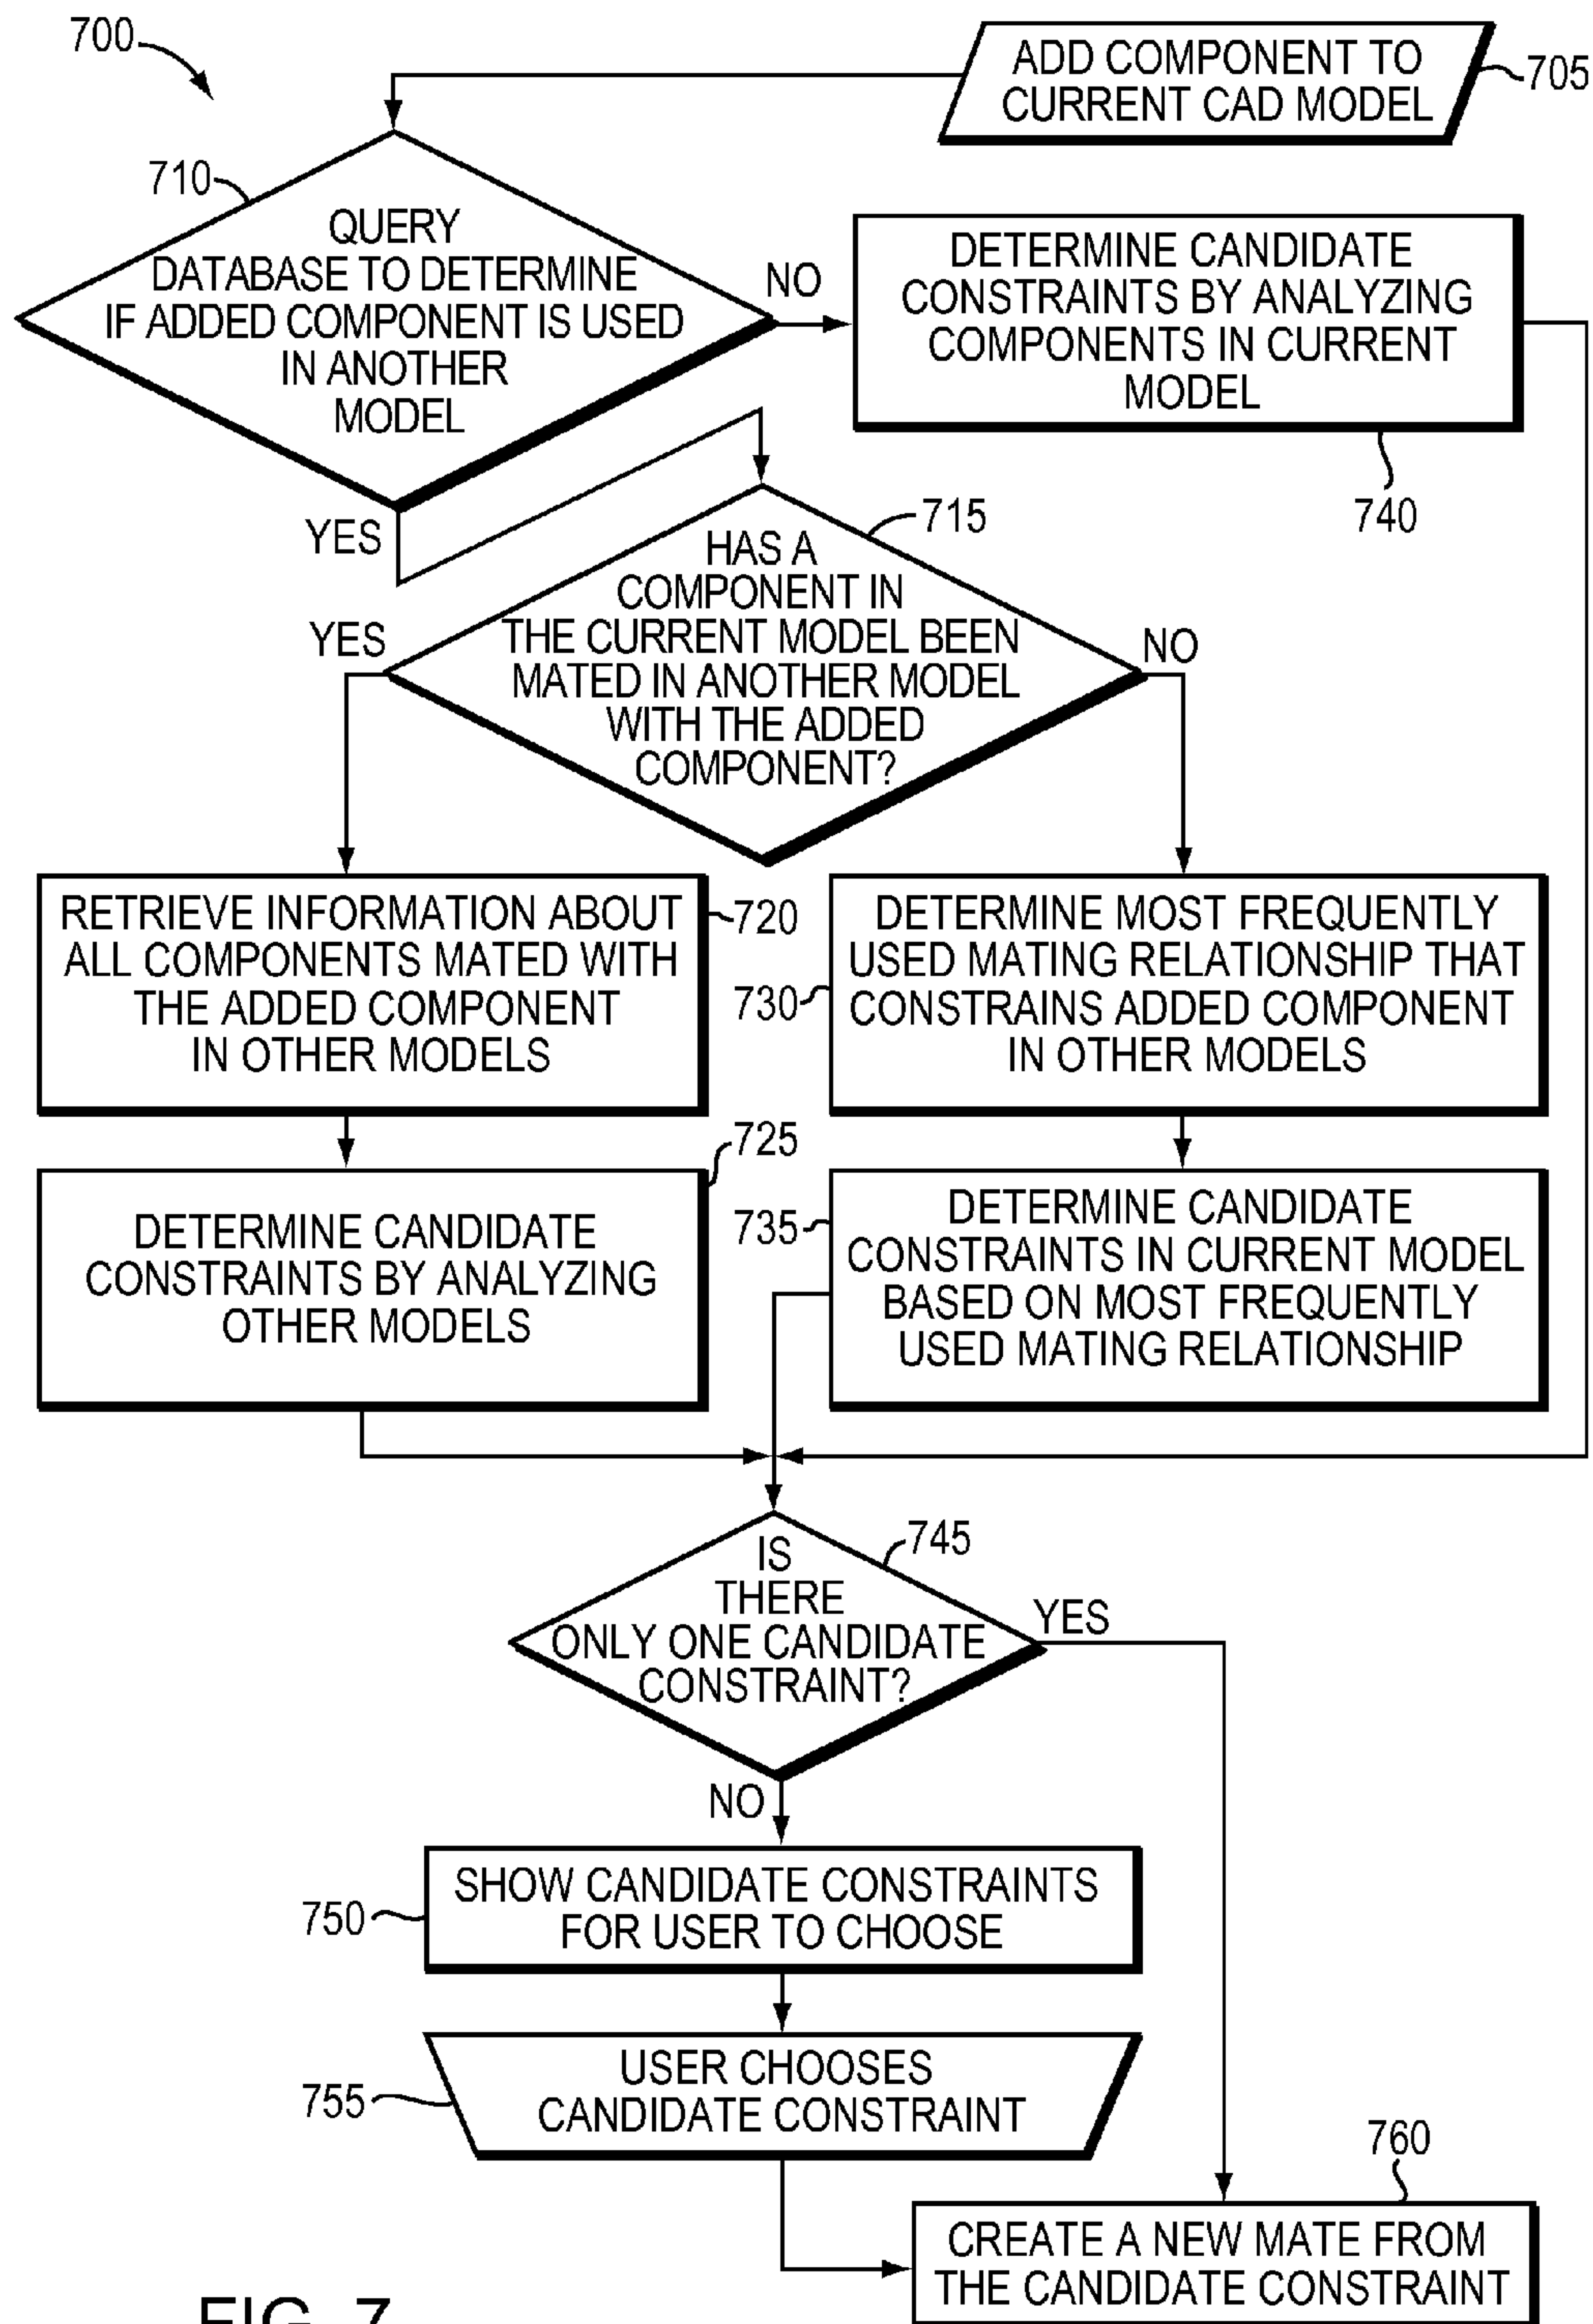 700
ADD COMPONENT TO
CURRENT CAD MODEL
705
710
QUERY
DATABASE TO DETERMINE
IF ADDED COMPONENT IS USED
IN ANOTHER
MODEL
NO
DETERMINE CANDIDATE
CONSTRAINTS BY ANALYZING
COMPONENTS IN CURRENT
MODEL
740
YES
715
HAS A
COMPONENT IN
THE CURRENT MODEL BEEN
MATED IN ANOTHER MODEL
WITH THE ADDED
COMPONENT?
YES
NO
RETRIEVE INFORMATION ABOUT
ALL COMPONENTS MATED WITH
THE ADDED COMPONENT
IN OTHER MODELS
720
730
DETERMINE MOST FREQUENTLY
USED MATING RELATIONSHIP THAT
CONSTRAINS ADDED COMPONENT
IN OTHER MODELS
725
DETERMINE CANDIDATE
CONSTRAINTS BY ANALYZING
OTHER MODELS
735
DETERMINE CANDIDATE
CONSTRAINTS IN CURRENT MODEL
BASED ON MOST FREQUENTLY
USED MATING RELATIONSHIP
745
IS
THERE
ONLY ONE CANDIDATE
CONSTRAINT?
YES
NO
750
SHOW CANDIDATE CONSTRAINTS
FOR USER TO CHOOSE
755
USER CHOOSES
CANDIDATE CONSTRAINT
760
CREATE A NEW MATE FROM
THE CANDIDATE CONSTRAINT
FIG. 7